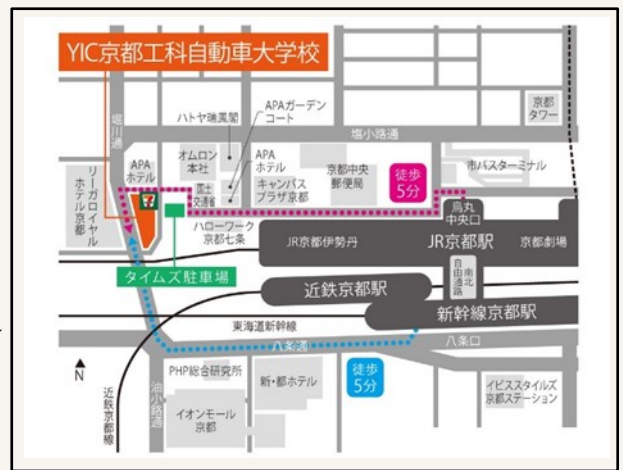 YIC京都工科自動車大学校
京都
タワー
APAガーデン
コート
ハトヤ瑞鳳閣
堀川通
塩小路通
オムロン
本社
APA
ホテル
APA
ホテル
リーガロイヤル
ホテル京都
京都中央
郵便局
徒歩
5分
市バスターミナル
国土
交通省
キャンパス
プラザ京都
烏丸
中央口
ハローワーク
京都七条
JR京都伊勢丹
JR京都駅
京都劇場
タイムズ駐車場
南北
自由通路
近鉄京都駅
新幹線京都駅
東海道新幹線
八条通
八条口
N
PHP総合研究所
新・都ホテル
徒歩
5分
イビススタイルズ
京都ステーション
近鉄京都線
油小路通
イオンモール
京都